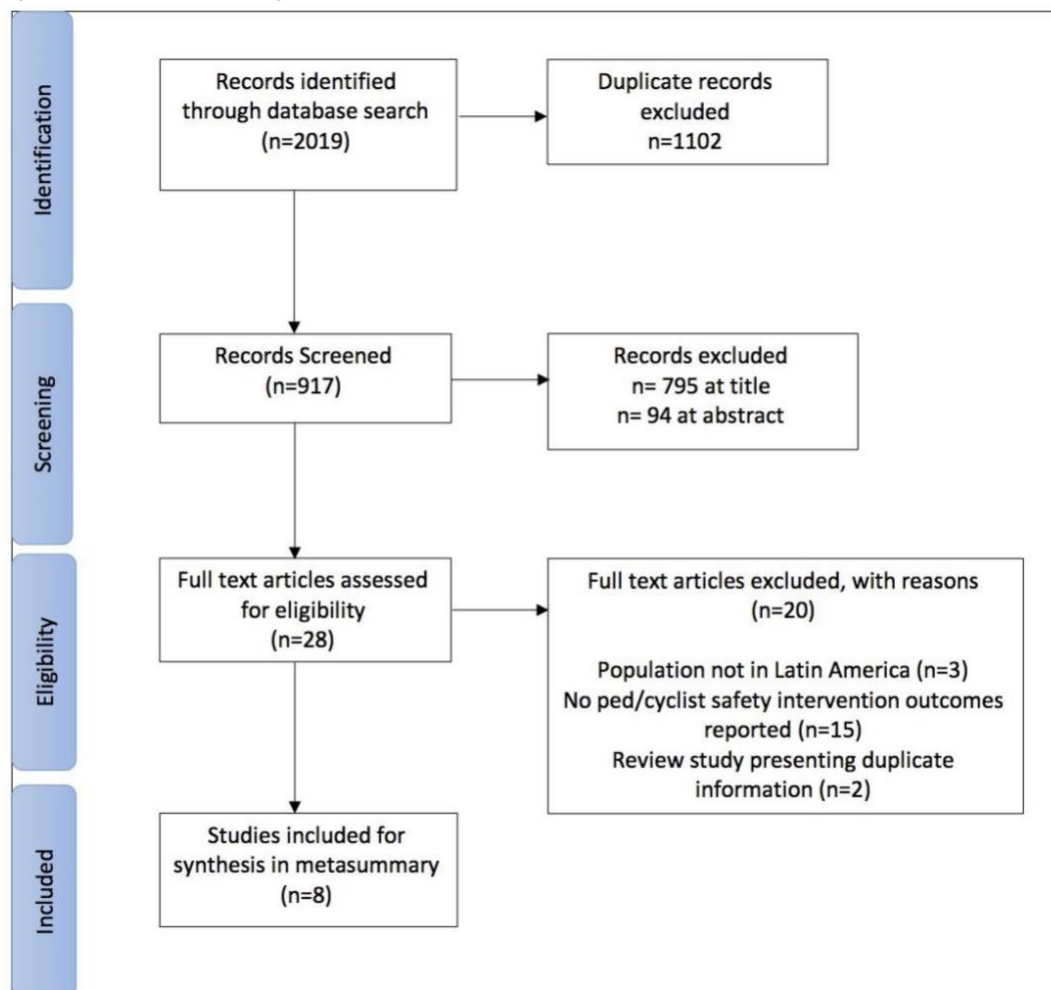 Identification
Records identified
through database search
(n=2019)
Duplicate records
excluded
n=1102
Screening
Records Screened
(n=917)
Records excluded
n= 795 at title
n= 94 at abstract
Eligibility
Full text articles assessed
for eligibility
(n=28)
Full text articles excluded, with reasons
(n=20)
Population not in Latin America (n=3)
No ped/cyclist safety intervention outcomes
reported (n=15)
Review study presenting duplicate
information (n=2)
Included
Studies included for
synthesis in metasummary
(n=8)